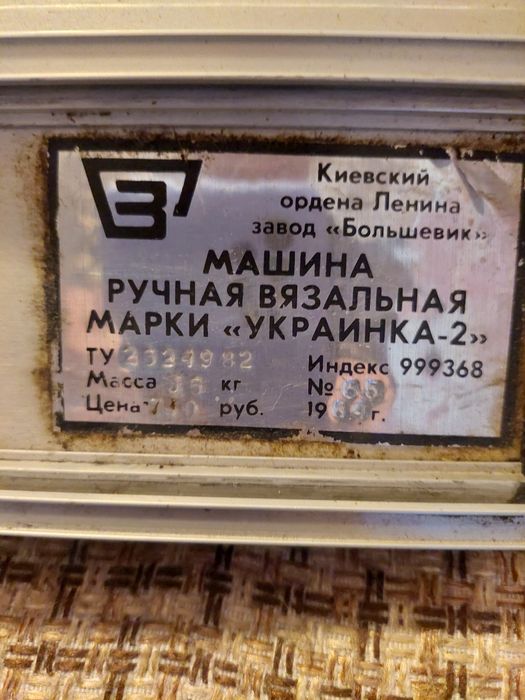 З
Киевский
ордена Ленина
завод «Большевик»
МАШИНА
РУЧНАЯ ВЯЗАЛЬНАЯ
МАРКИ «УКРАИНКА-2»
ТУ
Индекс 999368
Масса кг
№ 55
Цена руб.
г.